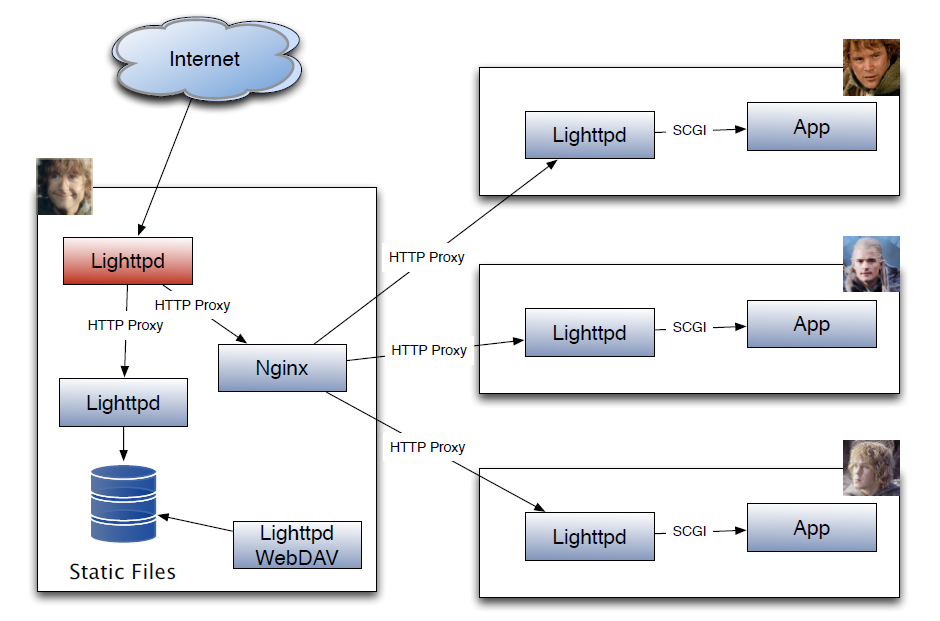 Internet
Lighttpd
HTTP Proxy
HTTP Proxy
Lighttpd
Nginx
Static Files
Lighttpd
WebDAV
HTTP Proxy
HTTP Proxy
HTTP Proxy
Lighttpd
SCGI
App
Lighttpd
SCGI
App
Lighttpd
SCGI
App